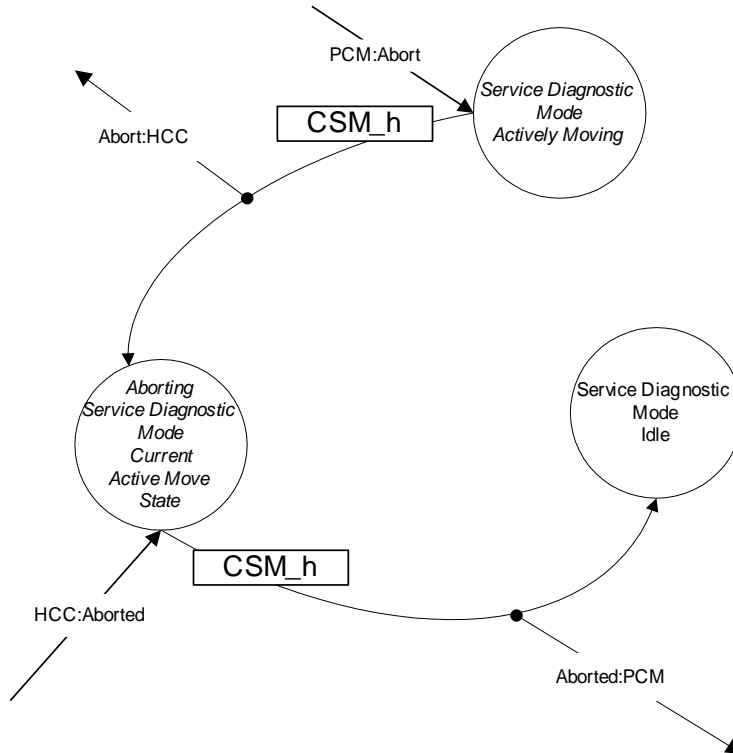 PCM:Abort
Service Diagnostic
Mode
Actively Moving
CSM_h
Abort:HCC
Aborting
Service Diagnostic
Mode
Current
Active Move
State
Service Diagnostic
Mode
Idle
CSM_h
HCC:Aborted
Aborted:PCM